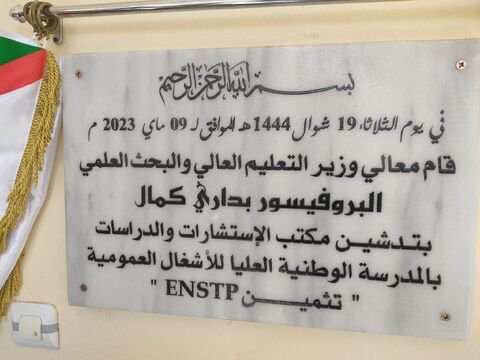 بسم الله الرحمن الرحيم
في يوم الثلاثاء 19 شوال 1444 هـ الموافق لـ 09 ماي 2023 م
قام معالي وزير التعليم العالي والبحث العلمي
البروفيسور بداري كمال
بتدشين مكتب الإستشارات والدراسات
بالمدرسة الوطنية العليا للأشغال العمومية
" تثمين ENSTP "